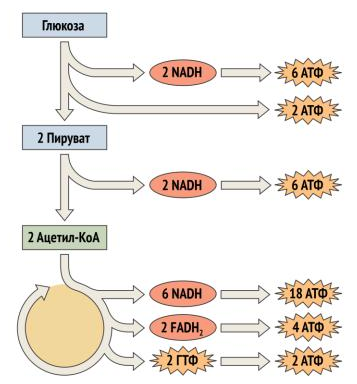 Глюкоза
2 NADH
6 АТФ
2 АТФ
2 Пируват
2 NADH
6 АТФ
2 Ацетил-КоА
6 NADH
18 АТФ
2 FADH₂
4 АТФ
2 ГТФ
2 АТФ